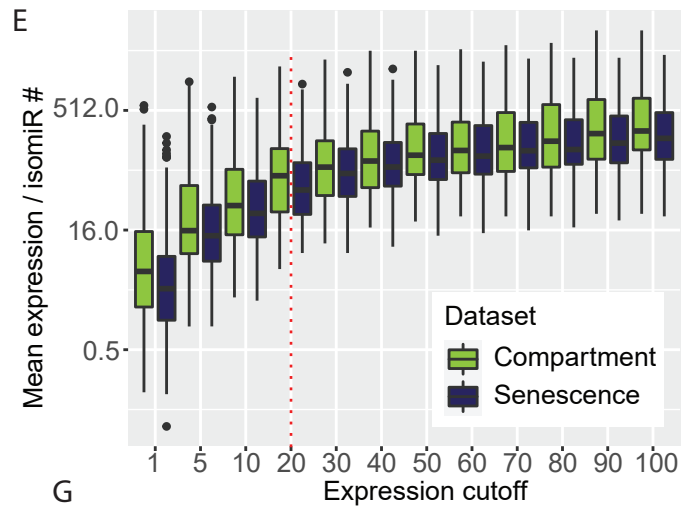 E
Mean expression / isomiR #
512.0
16.0
0.5
Dataset
Compartment
Senescence
1 5 10 20 30 40 50 60 70 80 90 100
Expression cutoff
G